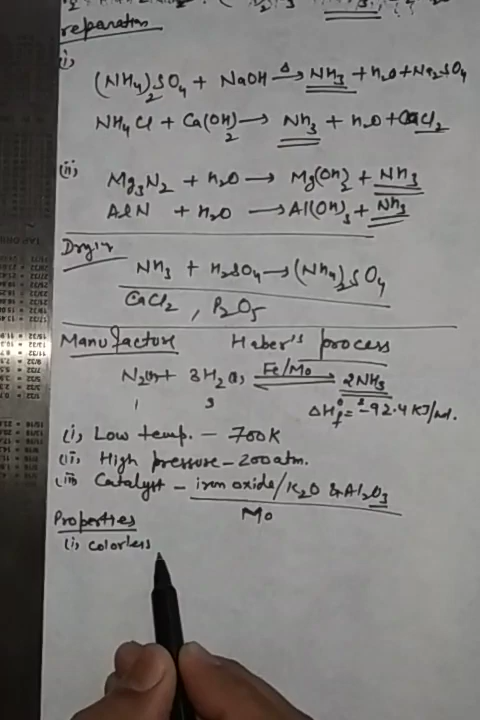 reparation
(i)
(NH4)2SO4 + NaOH —Δ→ NH3 + H2O + Na2SO4
NH4Cl + Ca(OH)2 → NH3 + H2O + CaCl2
(ii) Mg3N2 + H2O → Mg(OH)2 + NH3
AlN + H2O → Al(OH)3 + NH3
Drying
NH3 + H2SO4 → (NH4)2SO4
CaCl2, P2O5
Manufacture Haber's process
N2(g) + 3H2(g) ⇌ Fe/Mo 2NH3
1 3 ΔHf° = -92.4 KJ/mol.
(i) Low temp. – 700K
(ii) High pressure – 200 atm.
(iii) Catalyst – iron oxide/K2O & Al2O3
Mo
Properties
(i) Colorless